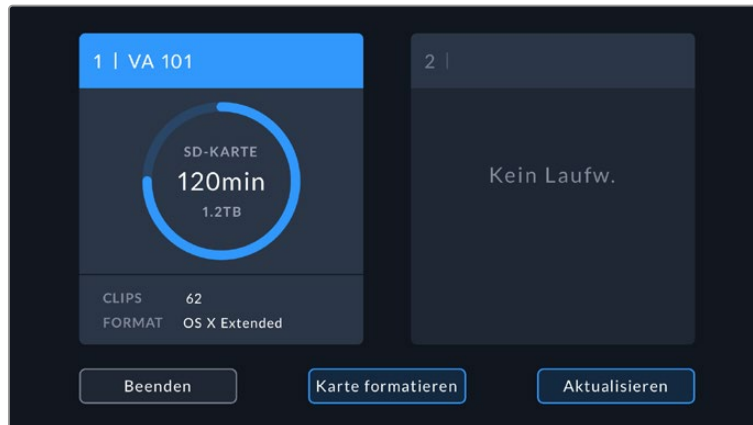 1 | VA 101
SD-KARTE
120min
1.2TB
CLIPS 62
FORMAT OS X Extended
2 |
Kein Laufw.
Beenden
Karte formatieren
Aktualisieren